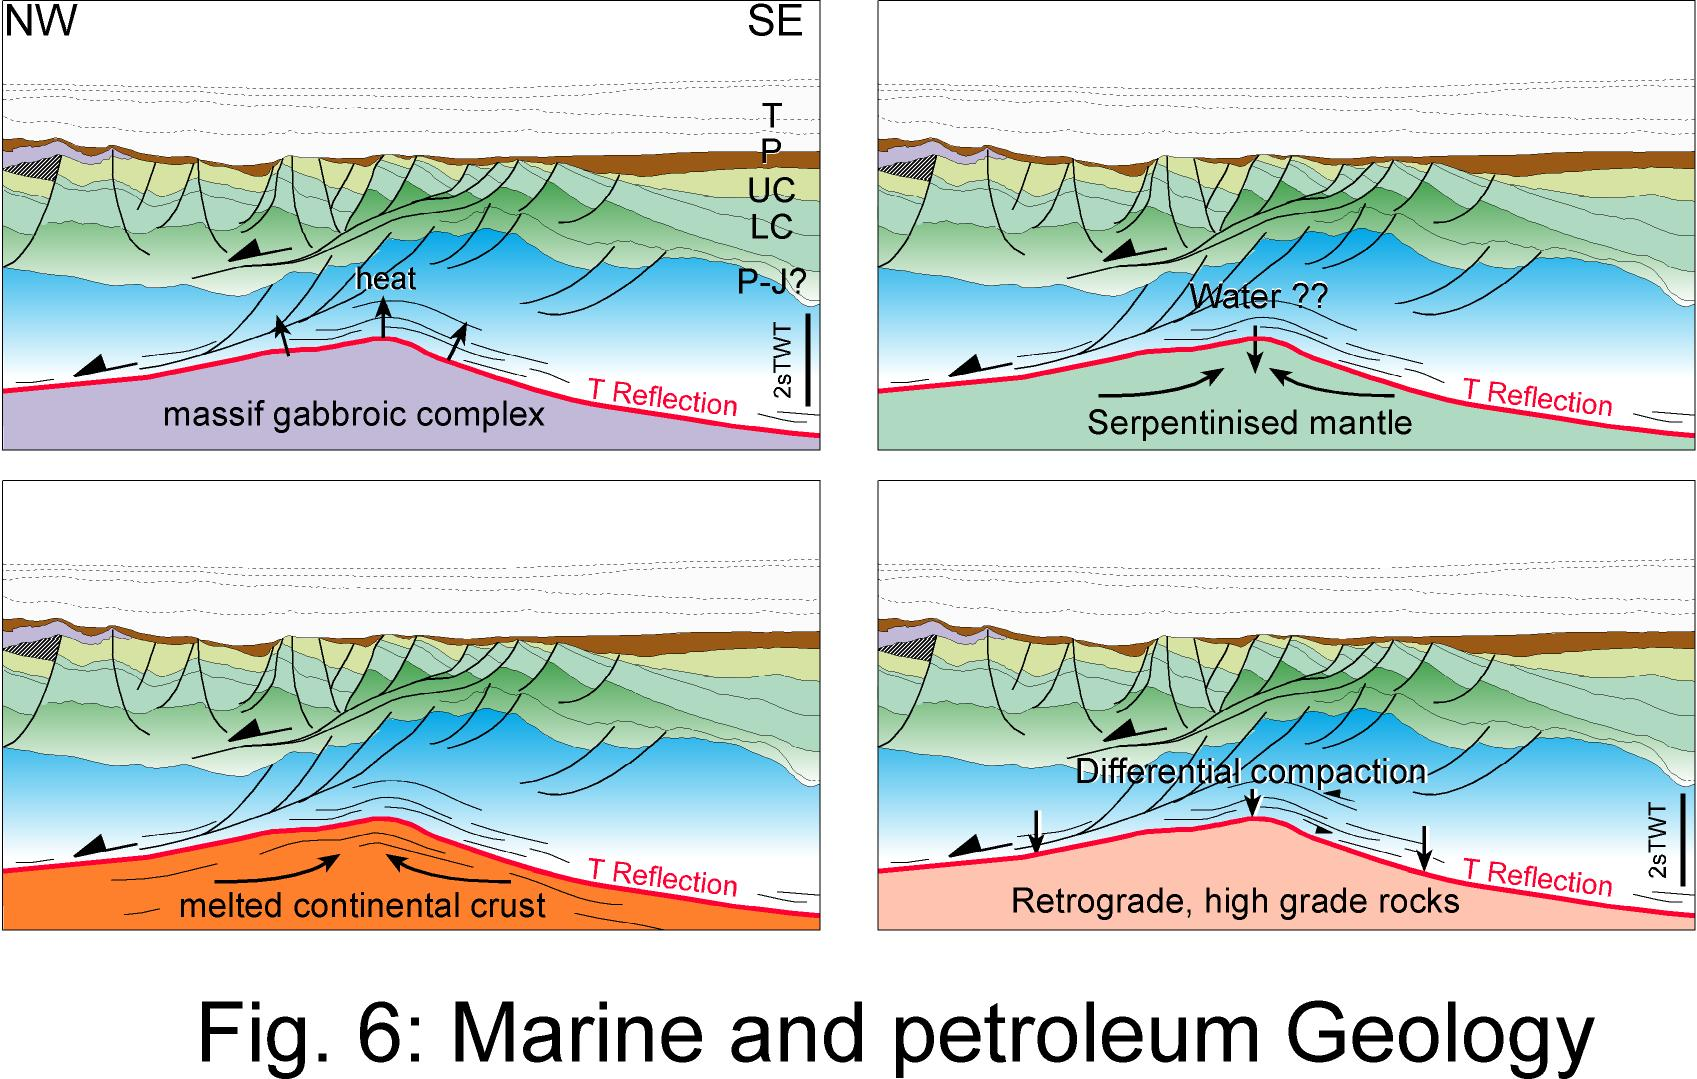 NW
SE
T
P
UC
LC
P-J?
heat
2sTWT
T Reflection
massif gabbroic complex
Water ??
T Reflection
Serpentinised mantle
T Reflection
melted continental crust
Differential compaction
2sTWT
T Reflection
Retrograde, high grade rocks
Fig. 6: Marine and petroleum Geology